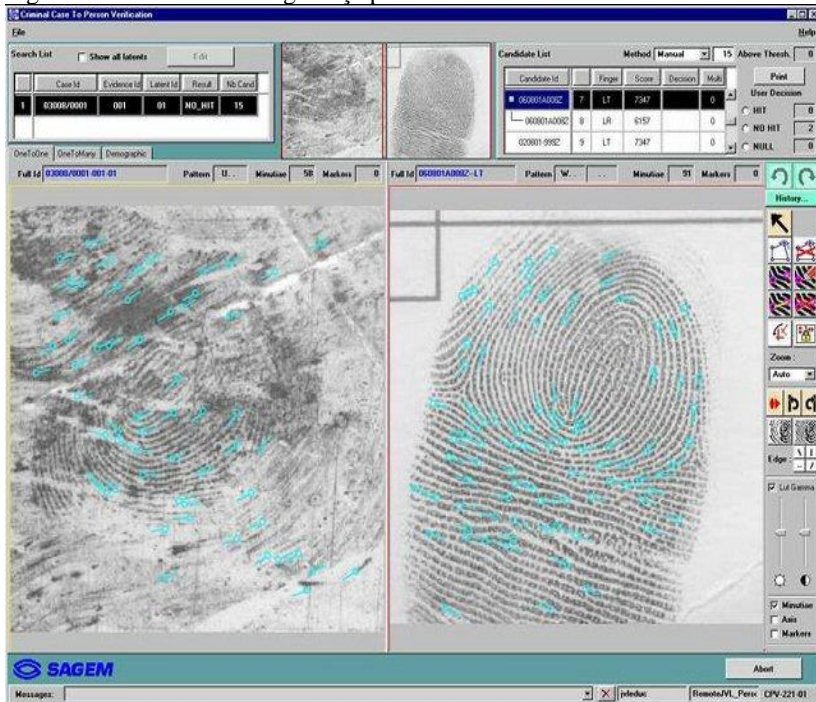 Criminal Case To Person Verification
File
Help
Search List
Show all latents
Edit
Case Id Evidence Id Latent Id Result Nb Cand
1 03008/0001 001 01 NO_HIT 15
Candidate List
Method Manual 15 Above Thresh. 0
Candidate Id Finger Score Decision Multi
060801A008Z 7 LT 7347 0
060801A008Z 8 LR 6157 0
020801-999Z 9 LT 7347 0
Print
User Decision
HIT 0
NO HIT 2
NULL 0
OneToOne OneToMany Demographic
Full Id 03008/0001-001-01 Pattern U.. Minutiae 58 Markers 0
Full Id 060801A008Z-LT Pattern W.. .. Minutiae 91 Markers 0
History...
Zoom :
Auto
Edge :
Lut Gamma
Minutiae
Axis
Markers
SAGEM
Abort
Messages:
jvleduc
CPV-221-01